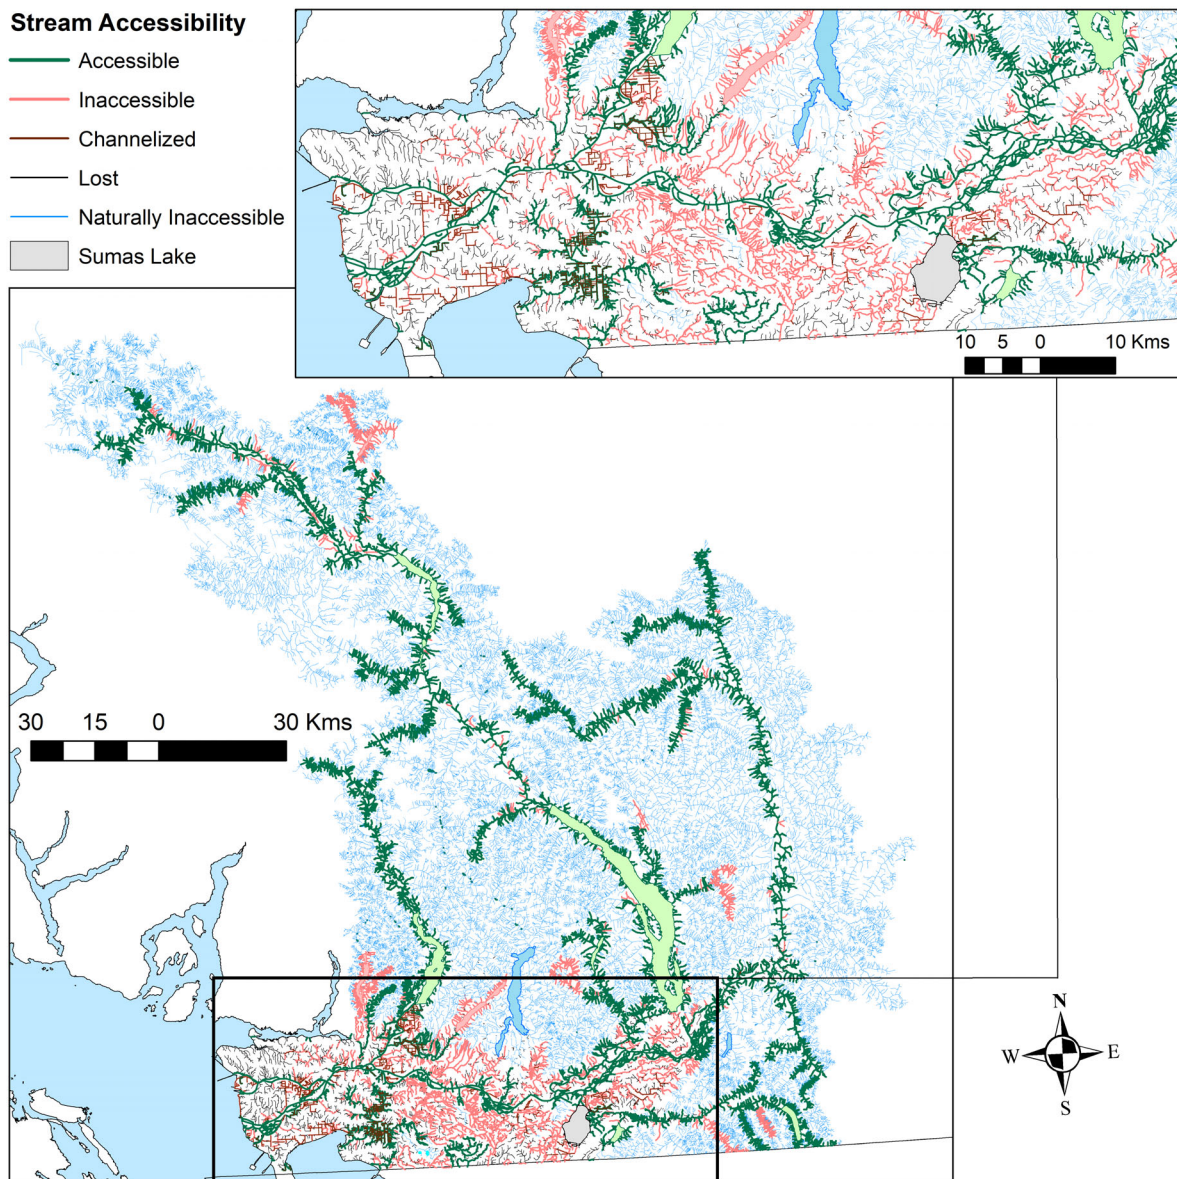 Stream Accessibility
Accessible
Inaccessible
Channelized
Lost
Naturally Inaccessible
Sumas Lake
10 5 0 10 Kms
30 15 0 30 Kms
N
W E
S